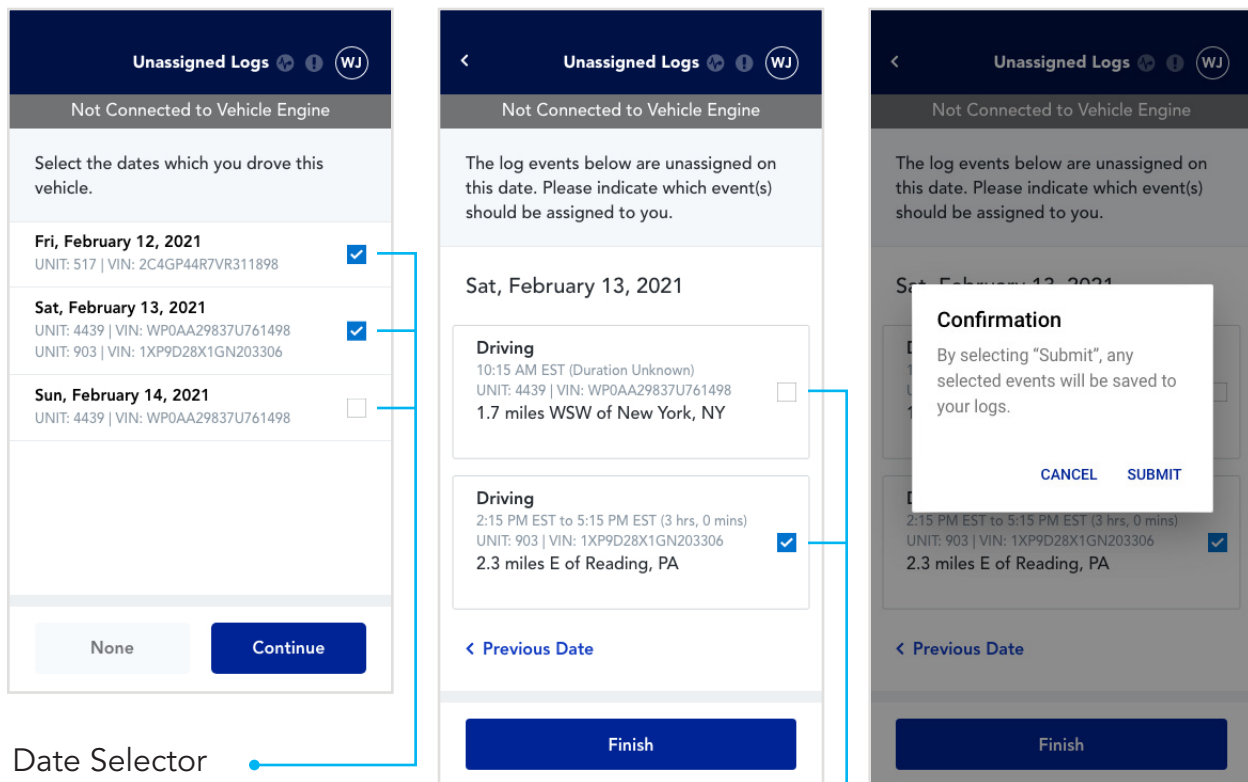 Unassigned Logs
WJ
Not Connected to Vehicle Engine
Select the dates which you drove this
vehicle.
Fri, February 12, 2021
UNIT: 517 | VIN: 2C4GP44R7VR311898
Sat, February 13, 2021
UNIT: 4439 | VIN: WP0AA29837U761498
UNIT: 903 | VIN: 1XP9D28X1GN203306
Sun, February 14, 2021
UNIT: 4439 | VIN: WP0AA29837U761498
None
Continue
Date Selector
Unassigned Logs
WJ
Not Connected to Vehicle Engine
The log events below are unassigned on
this date. Please indicate which event(s)
should be assigned to you.
Sat, February 13, 2021
Driving
10:15 AM EST (Duration Unknown)
UNIT: 4439 | VIN: WP0AA29837U761498
1.7 miles WSW of New York, NY
Driving
2:15 PM EST to 5:15 PM EST (3 hrs, 0 mins)
UNIT: 903 | VIN: 1XP9D28X1GN203306
2.3 miles E of Reading, PA
Previous Date
Finish
Unassigned Logs
WJ
Not Connected to Vehicle Engine
The log events below are unassigned on
this date. Please indicate which event(s)
should be assigned to you.
Sat, February 13, 2021
Confirmation
By selecting “Submit”, any
selected events will be saved to
your logs.
CANCEL
SUBMIT
2:15 PM EST to 5:15 PM EST (3 hrs, 0 mins)
UNIT: 903 | VIN: 1XP9D28X1GN203306
2.3 miles E of Reading, PA
Previous Date
Finish